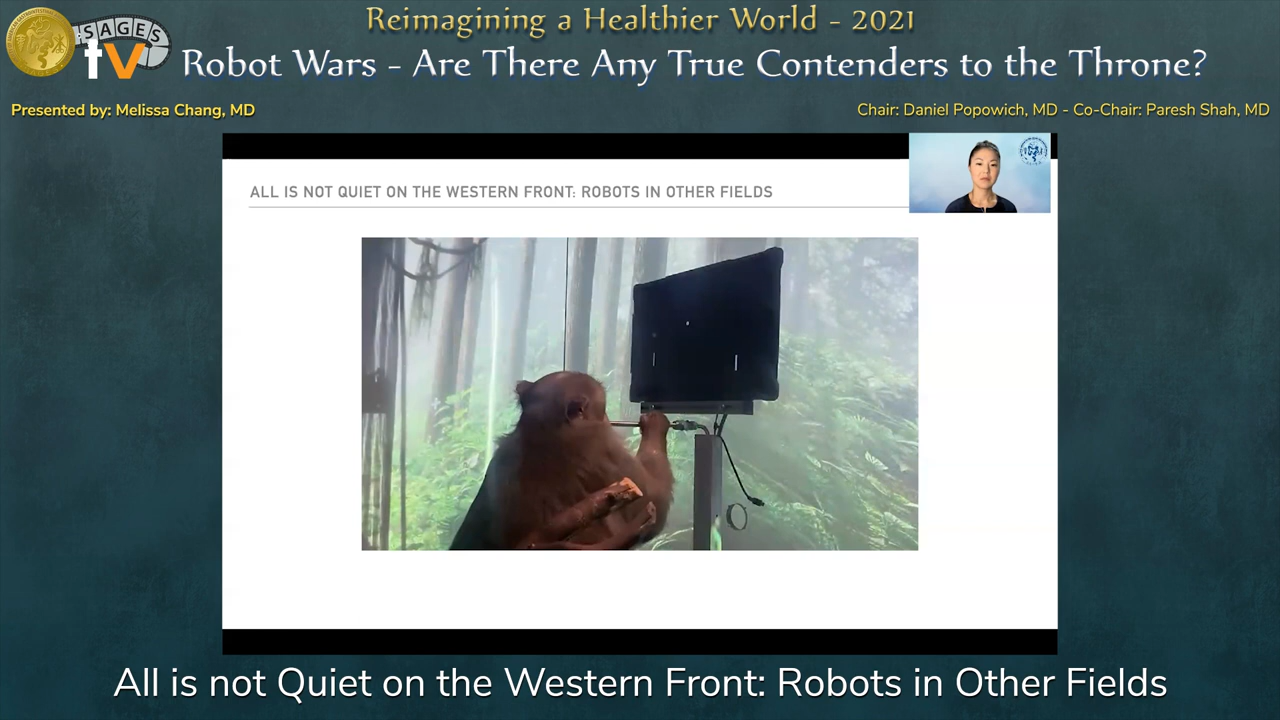 Reimagining a Healthier World - 2021
SAGES
tv
Robot Wars - Are There Any True Contenders to the Throne?
Presented by: Melissa Chang, MD
Chair: Daniel Popowich, MD - Co-Chair: Paresh Shah, MD
ALL IS NOT QUIET ON THE WESTERN FRONT: ROBOTS IN OTHER FIELDS
All is not Quiet on the Western Front: Robots in Other Fields